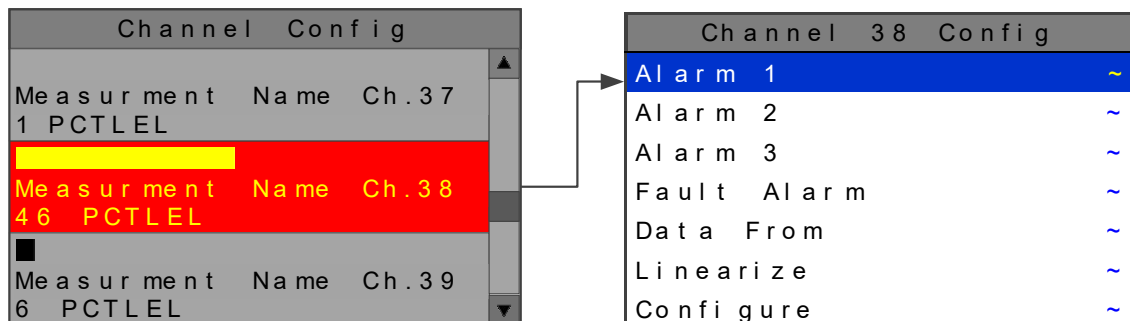 Channel Config
Measurment Name Ch.37
1 PCTLEL
Measurment Name Ch.38
46 PCTLEL
Measurment Name Ch.39
6 PCTLEL
Channel 38 Config
Alarm 1 ~
Alarm 2 ~
Alarm 3 ~
Fault Alarm ~
Data From ~
Linearize ~
Configure ~